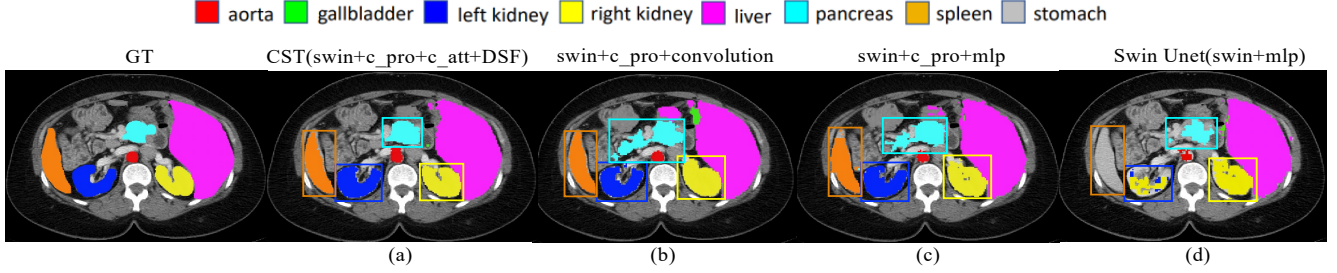 aorta gallbladder left kidney right kidney liver pancreas spleen stomach
GT CST(swin+c_pro+c_att+DSF) swin+c_pro+convolution swin+c_pro+mlp Swin Unet(swin+mlp)
(a) (b) (c) (d)